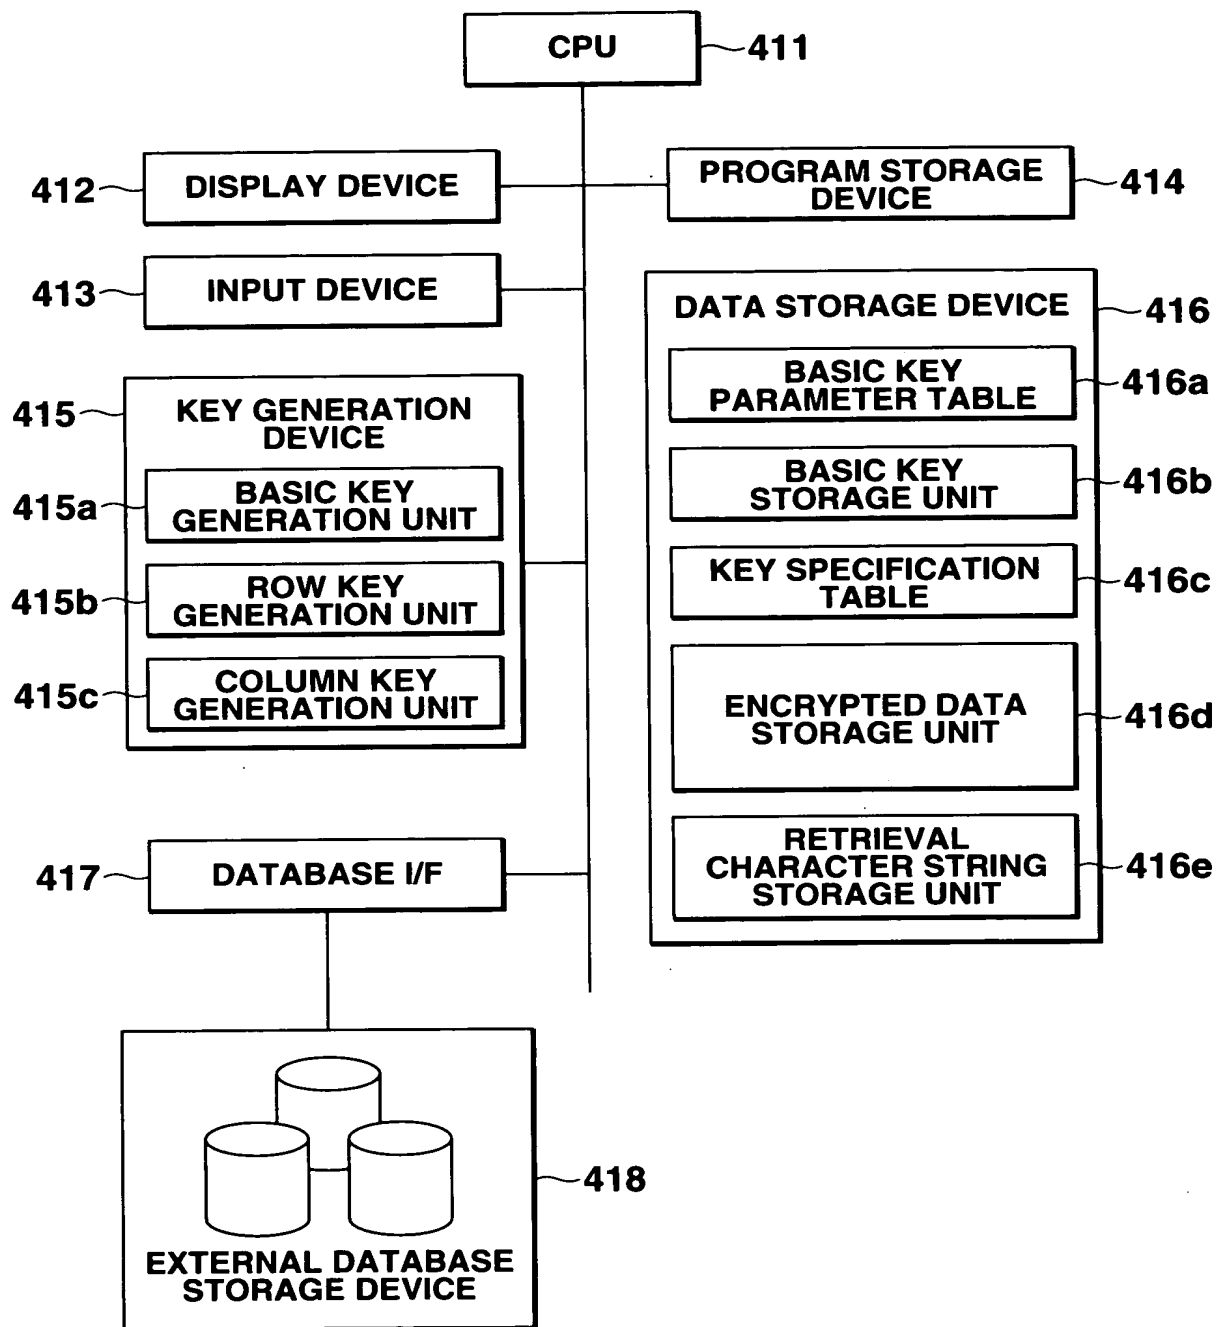 CPU
411
412
DISPLAY DEVICE
PROGRAM STORAGE
DEVICE
414
413
INPUT DEVICE
DATA STORAGE DEVICE
416
BASIC KEY
PARAMETER TABLE
416a
BASIC KEY
STORAGE UNIT
416b
KEY SPECIFICATION
TABLE
416c
ENCRYPTED DATA
STORAGE UNIT
416d
RETRIEVAL
CHARACTER STRING
STORAGE UNIT
416e
415
KEY GENERATION
DEVICE
415a
BASIC KEY
GENERATION UNIT
415b
ROW KEY
GENERATION UNIT
415c
COLUMN KEY
GENERATION UNIT
417
DATABASE I/F
418
EXTERNAL DATABASE
STORAGE DEVICE